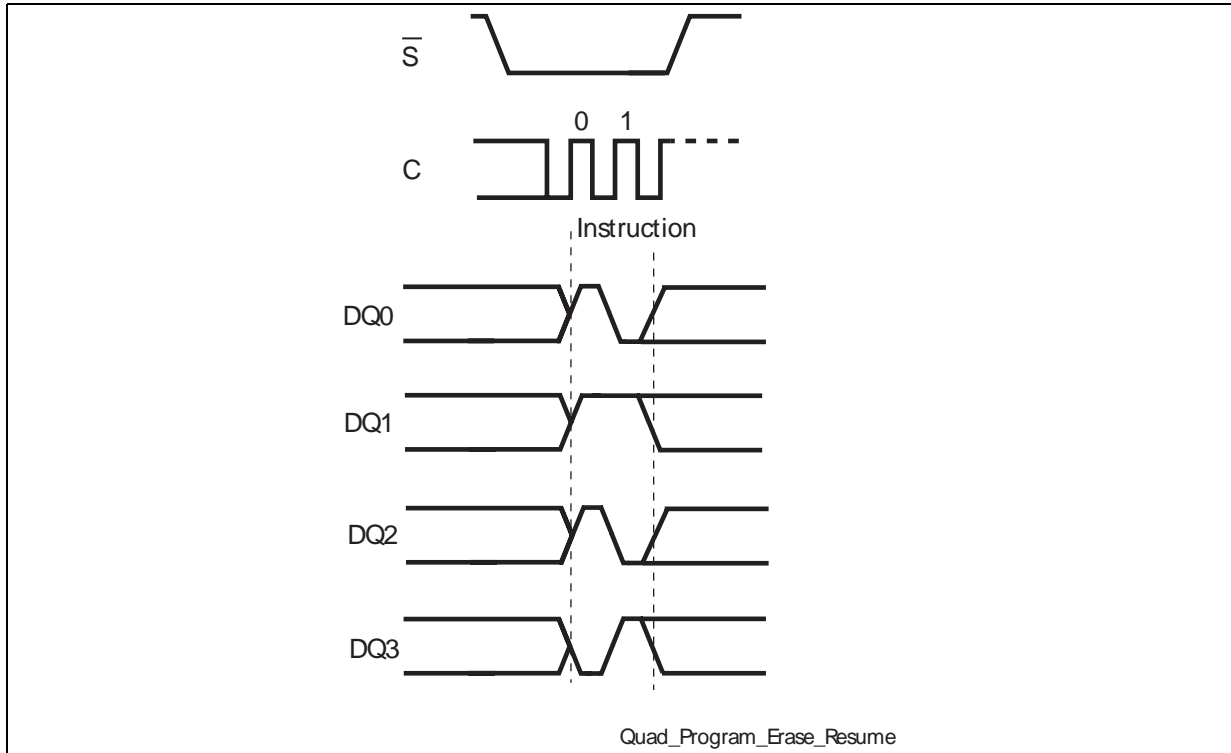 S̅
0 1
C
Instruction
DQ0
DQ1
DQ2
DQ3
Quad_Program_Erase_Resume